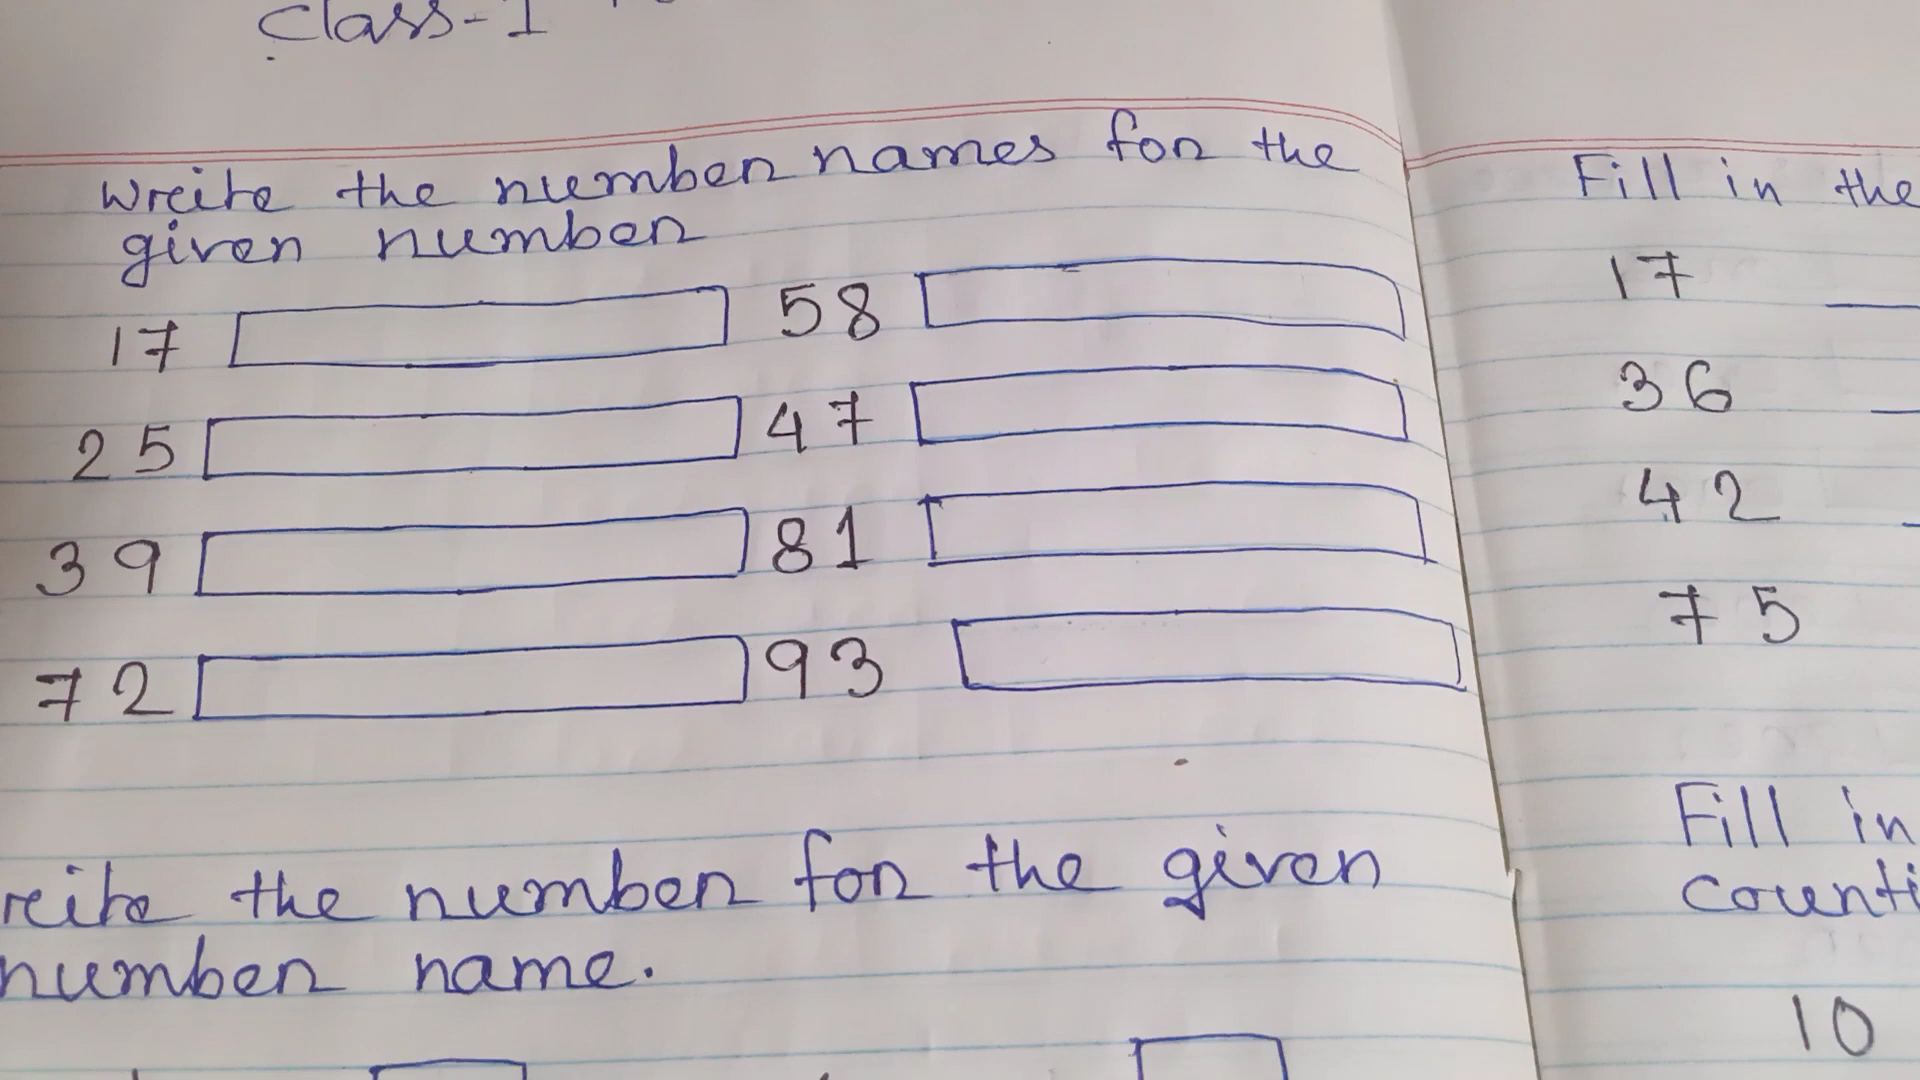 Class-I
Write the number names for the
given number
17 58
25 47
39 81
72 93
the number for the given
number name.
Fill in the
17
36
42
75
Fill in
10